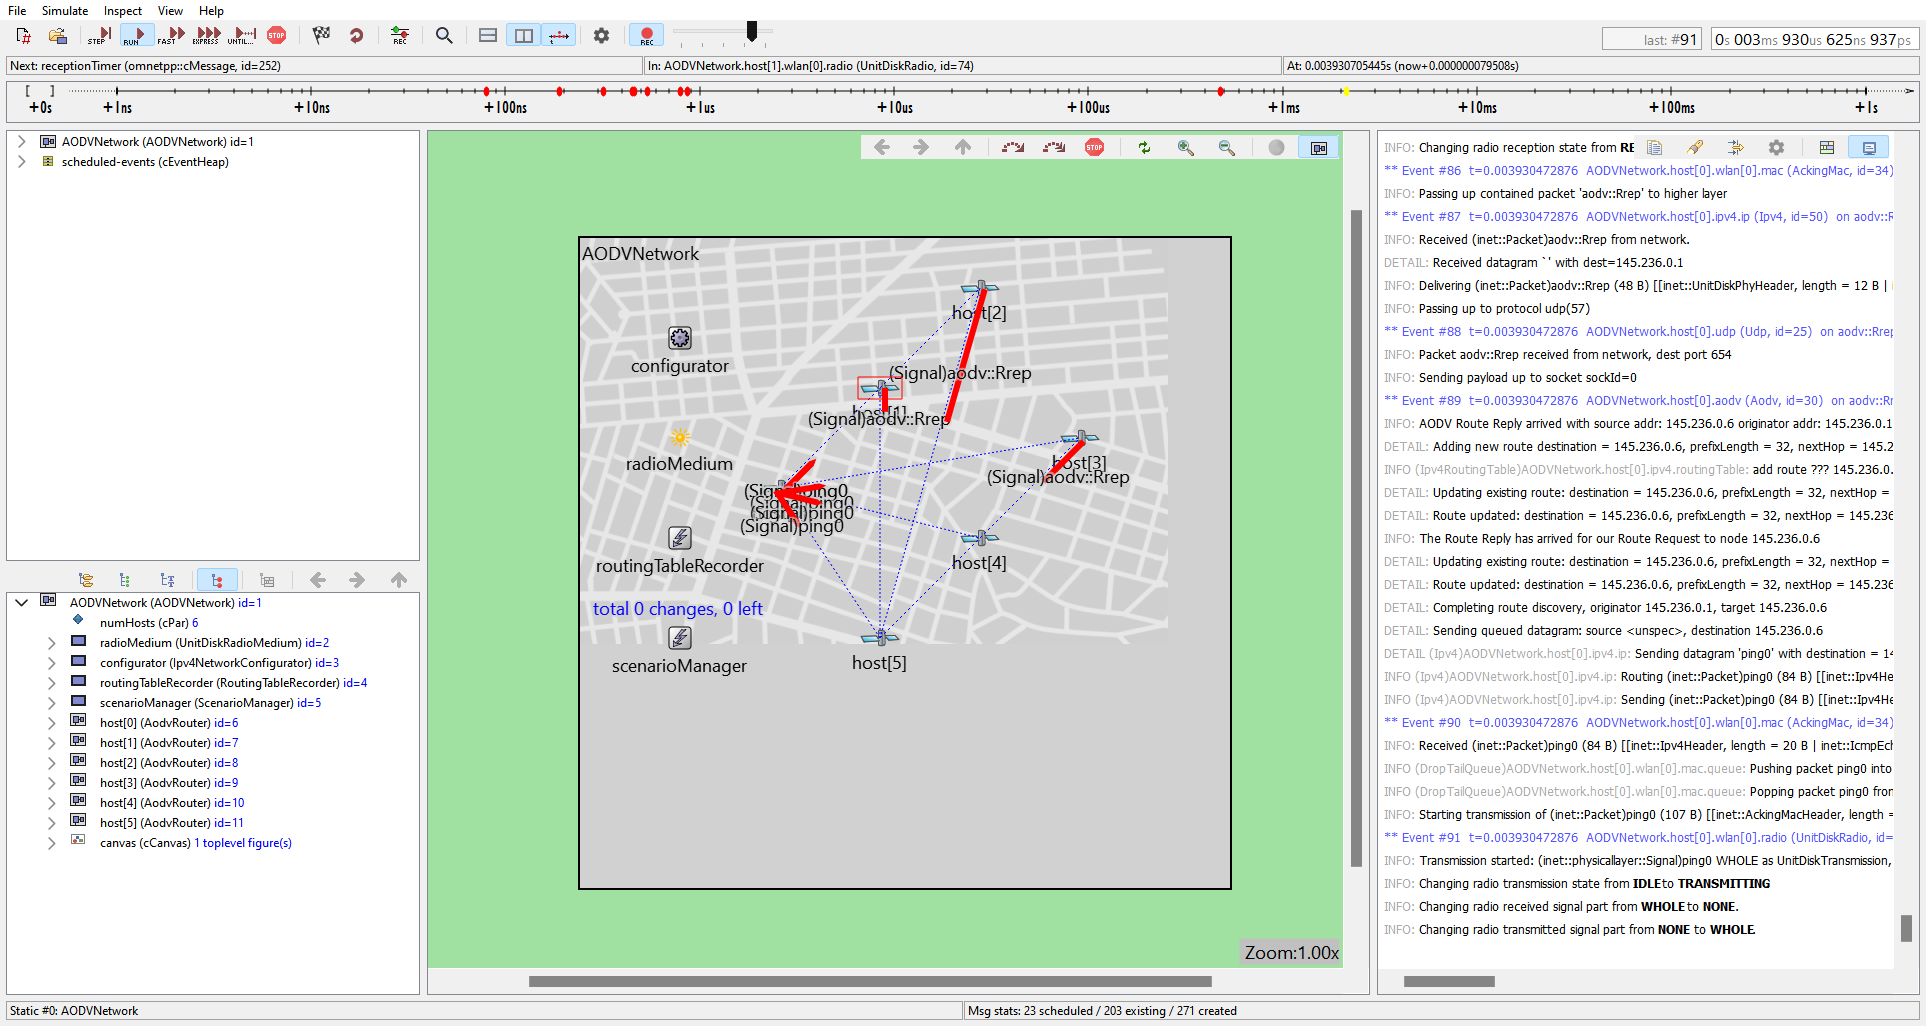 File Simulate Inspect View Help
STEP RUN FAST EXPRESS UNTIL... STOP REC REC
last: #91 0s 003ms 930us 625ns 937ps
Next: receptionTimer (omnetpp::cMessage, id=252) In: AODVNetwork.host[1].wlan[0].radio (UnitDiskRadio, id=74) At: 0.003930705445s (now+0.000000079508s)
+0s +1ns +10ns +100ns +1us +10us +100us +1ms +10ms +100ms +1s
AODVNetwork (AODVNetwork) id=1
scheduled-events (cEventHeap)
AODVNetwork (AODVNetwork) id=1
numHosts (cPar) 6
radioMedium (UnitDiskRadioMedium) id=2
configurator (Ipv4NetworkConfigurator) id=3
routingTableRecorder (RoutingTableRecorder) id=4
scenarioManager (ScenarioManager) id=5
host[0] (AodvRouter) id=6
host[1] (AodvRouter) id=7
host[2] (AodvRouter) id=8
host[3] (AodvRouter) id=9
host[4] (AodvRouter) id=10
host[5] (AodvRouter) id=11
canvas (cCanvas) 1 toplevel figure(s)
STOP
AODVNetwork
host[2]
configurator
(Signal)aodv::Rrep
host[1]
(Signal)aodv::Rrep
radioMedium
host[3]
(Signal)aodv::Rrep
(Signal)ping0
(Signal)ping0
(Signal)ping0
(Signal)ping0
routingTableRecorder
host[4]
total 0 changes, 0 left
scenarioManager
host[5]
Zoom:1.00x
INFO: Changing radio reception state from RE
** Event #86 t=0.003930472876 AODVNetwork.host[0].wlan[0].mac (AckingMac, id=34)
INFO: Passing up contained packet 'aodv::Rrep' to higher layer
** Event #87 t=0.003930472876 AODVNetwork.host[0].ipv4.ip (Ipv4, id=50) on aodv::R
INFO: Received (inet::Packet)aodv::Rrep from network.
DETAIL: Received datagram `' with dest=145.236.0.1
INFO: Delivering (inet::Packet)aodv::Rrep (48 B) [[inet::UnitDiskPhyHeader, length = 12 B |
INFO: Passing up to protocol udp(57)
** Event #88 t=0.003930472876 AODVNetwork.host[0].udp (Udp, id=25) on aodv::Rrep
INFO: Packet aodv::Rrep received from network, dest port 654
INFO: Sending payload up to socket sockId=0
** Event #89 t=0.003930472876 AODVNetwork.host[0].aodv (Aodv, id=30) on aodv::Rr
INFO: AODV Route Reply arrived with source addr: 145.236.0.6 originator addr: 145.236.0.1
DETAIL: Adding new route destination = 145.236.0.6, prefixLength = 32, nextHop = 145.2
INFO (Ipv4RoutingTable)AODVNetwork.host[0].ipv4.routingTable: add route ??? 145.236.0.
DETAIL: Updating existing route: destination = 145.236.0.6, prefixLength = 32, nextHop =
DETAIL: Route updated: destination = 145.236.0.6, prefixLength = 32, nextHop = 145.236
INFO: The Route Reply has arrived for our Route Request to node 145.236.0.6
DETAIL: Updating existing route: destination = 145.236.0.6, prefixLength = 32, nextHop =
DETAIL: Route updated: destination = 145.236.0.6, prefixLength = 32, nextHop = 145.236
DETAIL: Completing route discovery, originator 145.236.0.1, target 145.236.0.6
DETAIL: Sending queued datagram: source <unspec>, destination 145.236.0.6
DETAIL (Ipv4)AODVNetwork.host[0].ipv4.ip: Sending datagram 'ping0' with destination = 14
INFO (Ipv4)AODVNetwork.host[0].ipv4.ip: Routing (inet::Packet)ping0 (84 B) [[inet::Ipv4He
INFO (Ipv4)AODVNetwork.host[0].ipv4.ip: Sending (inet::Packet)ping0 (84 B) [[inet::Ipv4He
** Event #90 t=0.003930472876 AODVNetwork.host[0].wlan[0].mac (AckingMac, id=34)
INFO: Received (inet::Packet)ping0 (84 B) [[inet::Ipv4Header, length = 20 B | inet::IcmpEch
INFO (DropTailQueue)AODVNetwork.host[0].wlan[0].mac.queue: Pushing packet ping0 into
INFO (DropTailQueue)AODVNetwork.host[0].wlan[0].mac.queue: Popping packet ping0 fron
INFO: Starting transmission of (inet::Packet)ping0 (107 B) [[inet::AckingMacHeader, length =
** Event #91 t=0.003930472876 AODVNetwork.host[0].wlan[0].radio (UnitDiskRadio, id=
INFO: Transmission started: (inet::physicallayer::Signal)ping0 WHOLE as UnitDiskTransmission,
INFO: Changing radio transmission state from IDLE to TRANSMITTING
INFO: Changing radio received signal part from WHOLE to NONE.
INFO: Changing radio transmitted signal part from NONE to WHOLE.
Static #0: AODVNetwork Msg stats: 23 scheduled / 203 existing / 271 created